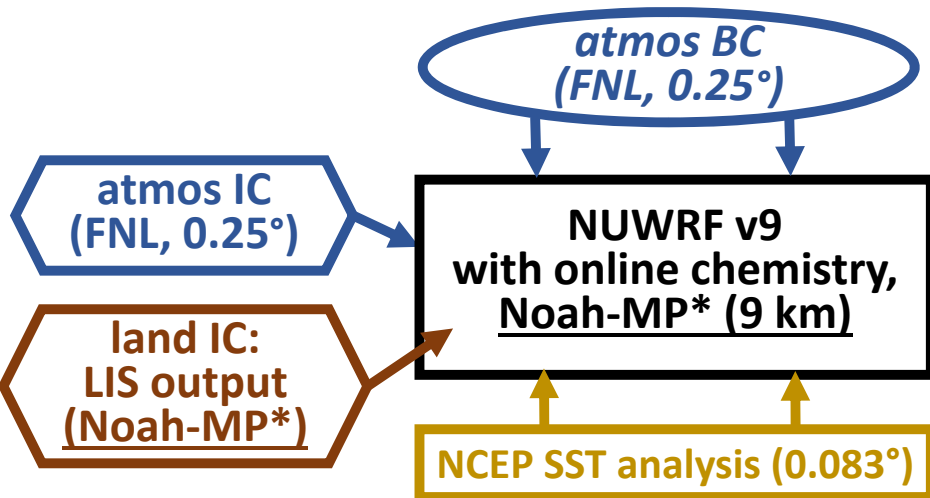 atmos BC
(FNL, 0.25°)
atmos IC
(FNL, 0.25°)
NUWRF v9
with online chemistry,
Noah-MP* (9 km)
land IC:
LIS output
(Noah-MP*)
NCEP SST analysis (0.083°)